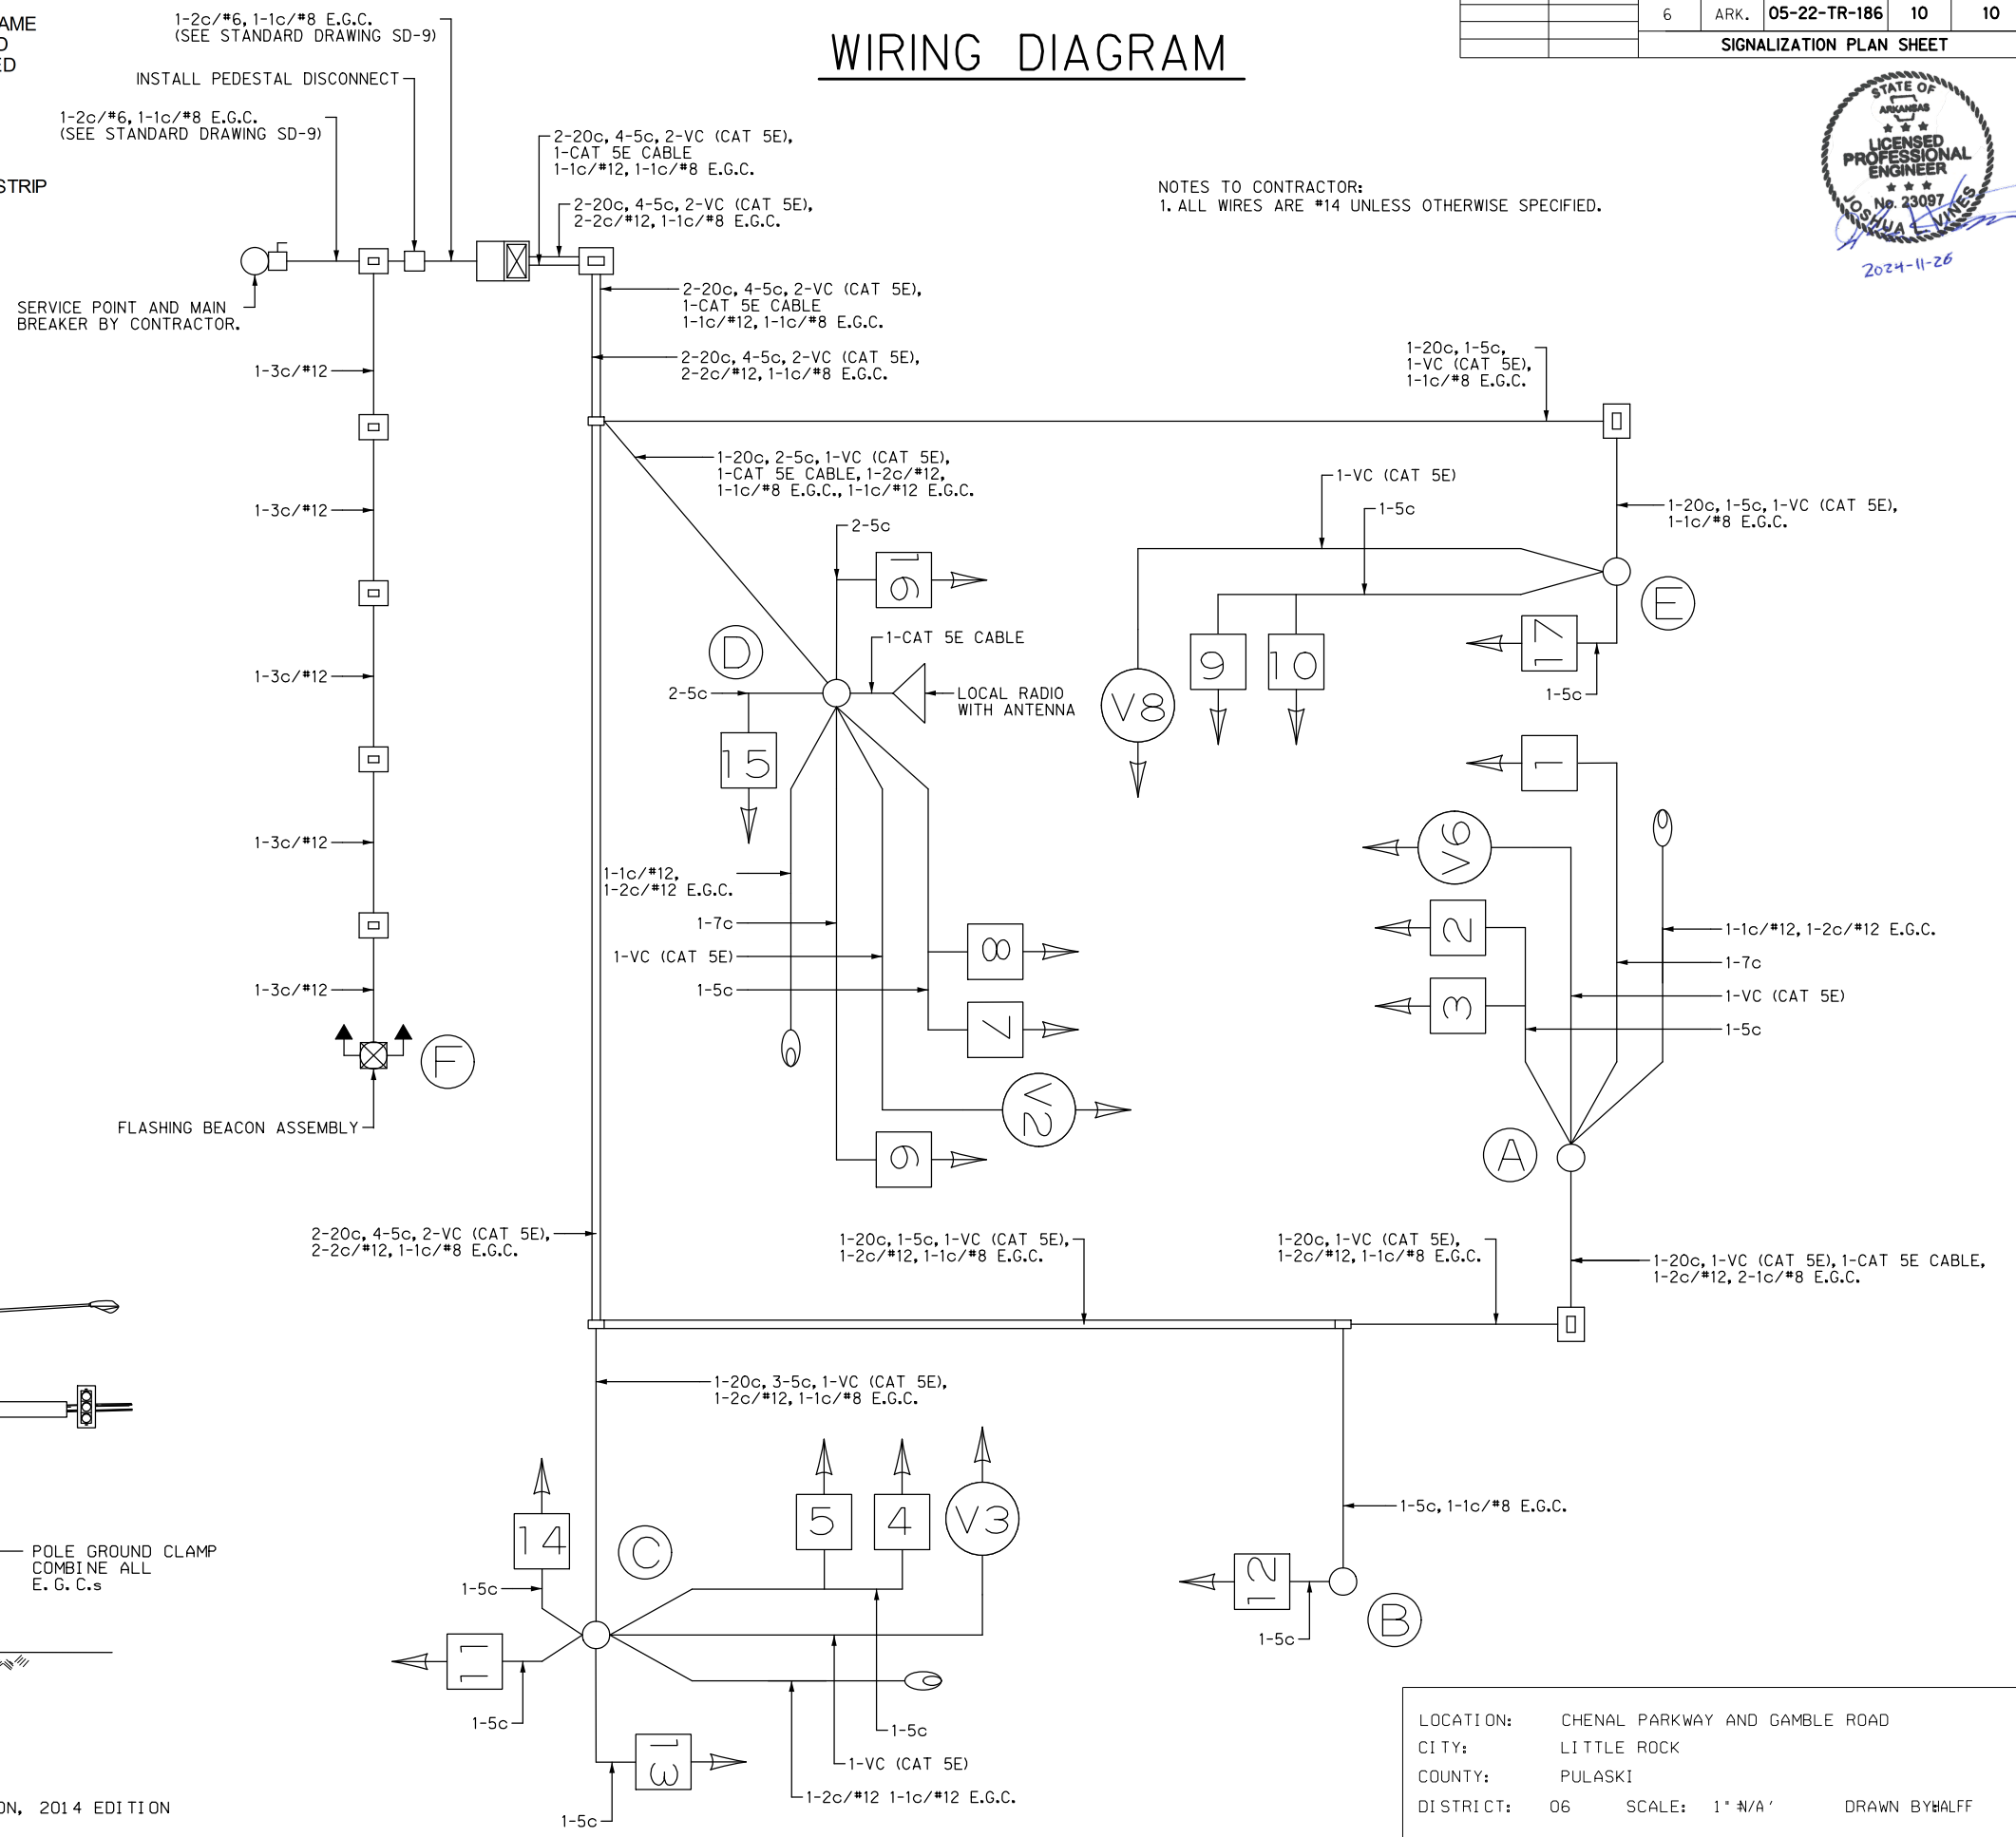 AME
D
ED
STRIP
1-2c/#6, 1-1c/#8 E.G.C.
(SEE STANDARD DRAWING SD-9)
INSTALL PEDESTAL DISCONNECT
1-2c/#6, 1-1c/#8 E.G.C.
(SEE STANDARD DRAWING SD-9)
WIRING DIAGRAM
6 ARK. 05-22-TR-186 10 10
SIGNALIZATION PLAN SHEET
STATE OF
ARKANSAS
LICENSED
PROFESSIONAL
ENGINEER
No. 23097
JOSHUA L. VINES
2024-11-26
2-20c, 4-5c, 2-VC (CAT 5E),
1-CAT 5E CABLE
1-1c/#12, 1-1c/#8 E.G.C.
2-20c, 4-5c, 2-VC (CAT 5E),
2-2c/#12, 1-1c/#8 E.G.C.
NOTES TO CONTRACTOR:
1. ALL WIRES ARE #14 UNLESS OTHERWISE SPECIFIED.
SERVICE POINT AND MAIN
BREAKER BY CONTRACTOR.
2-20c, 4-5c, 2-VC (CAT 5E),
1-CAT 5E CABLE
1-1c/#12, 1-1c/#8 E.G.C.
2-20c, 4-5c, 2-VC (CAT 5E),
2-2c/#12, 1-1c/#8 E.G.C.
1-3c/#12
1-3c/#12
1-3c/#12
1-3c/#12
1-3c/#12
F
FLASHING BEACON ASSEMBLY
1-20c, 1-5c,
1-VC (CAT 5E),
1-1c/#8 E.G.C.
1-20c, 2-5c, 1-VC (CAT 5E),
1-CAT 5E CABLE, 1-2c/#12,
1-1c/#8 E.G.C., 1-1c/#12 E.G.C.
1-VC (CAT 5E)
1-5c
1-20c, 1-5c, 1-VC (CAT 5E),
1-1c/#8 E.G.C.
E
17
1-5c
V8
9
10
2-5c
16
D
1-CAT 5E CABLE
2-5c
LOCAL RADIO
WITH ANTENNA
15
1-1c/#12,
1-2c/#12 E.G.C.
1-7c
1-VC (CAT 5E)
1-5c
8
7
V2
6
1
V6
2
3
1-1c/#12, 1-2c/#12 E.G.C.
1-7c
1-VC (CAT 5E)
1-5c
A
2-20c, 4-5c, 2-VC (CAT 5E),
2-2c/#12, 1-1c/#8 E.G.C.
1-20c, 1-5c, 1-VC (CAT 5E),
1-2c/#12, 1-1c/#8 E.G.C.
1-20c, 1-VC (CAT 5E),
1-2c/#12, 1-1c/#8 E.G.C.
1-20c, 1-VC (CAT 5E), 1-CAT 5E CABLE,
1-2c/#12, 2-1c/#8 E.G.C.
1-20c, 3-5c, 1-VC (CAT 5E),
1-2c/#12, 1-1c/#8 E.G.C.
14
C
5
4
V3
1-5c
11
1-5c
13
1-5c
1-5c
1-VC (CAT 5E)
1-2c/#12 1-1c/#12 E.G.C.
1-5c, 1-1c/#8 E.G.C.
12
B
1-5c
POLE GROUND CLAMP
COMBINE ALL
E.G.C.s
ON, 2014 EDITION
LOCATION: CHENAL PARKWAY AND GAMBLE ROAD
CITY: LITTLE ROCK
COUNTY: PULASKI
DISTRICT: 06 SCALE: 1"=N/A' DRAWN BY:HALFF